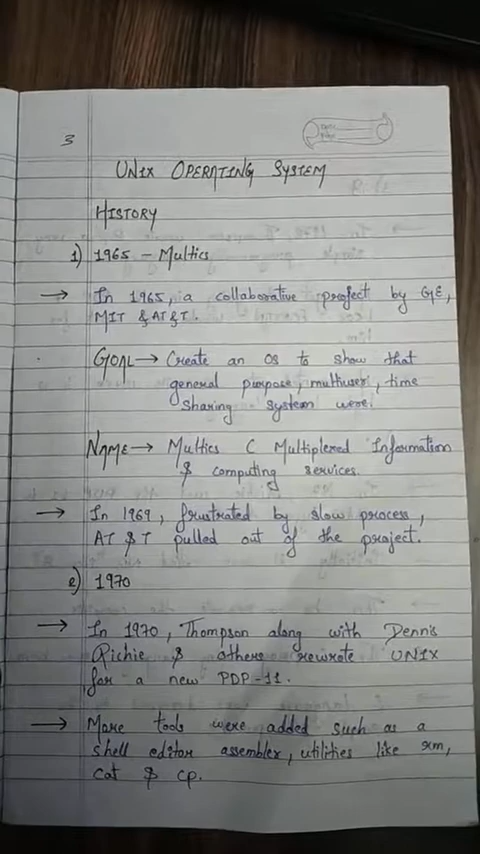 3
UNIX OPERATING SYSTEM
HISTORY
1) 1965 - Multics
→ In 1965, a collaborative project by GE,
MIT & AT&T.
GOAL → Create an OS to show that
general purpose, multiuser, time
sharing system were.
NAME → Multics C Multiplexed Information
& computing services.
→ In 1969, frustrated by slow process,
AT & T pulled out of the project.
2) 1970
→ In 1970, Thompson along with Dennis
Richie & others rewrote UNIX
for a new PDP-11.
→ More tools were added such as a
shell editor assembler, utilities like rm,
cat & cp.